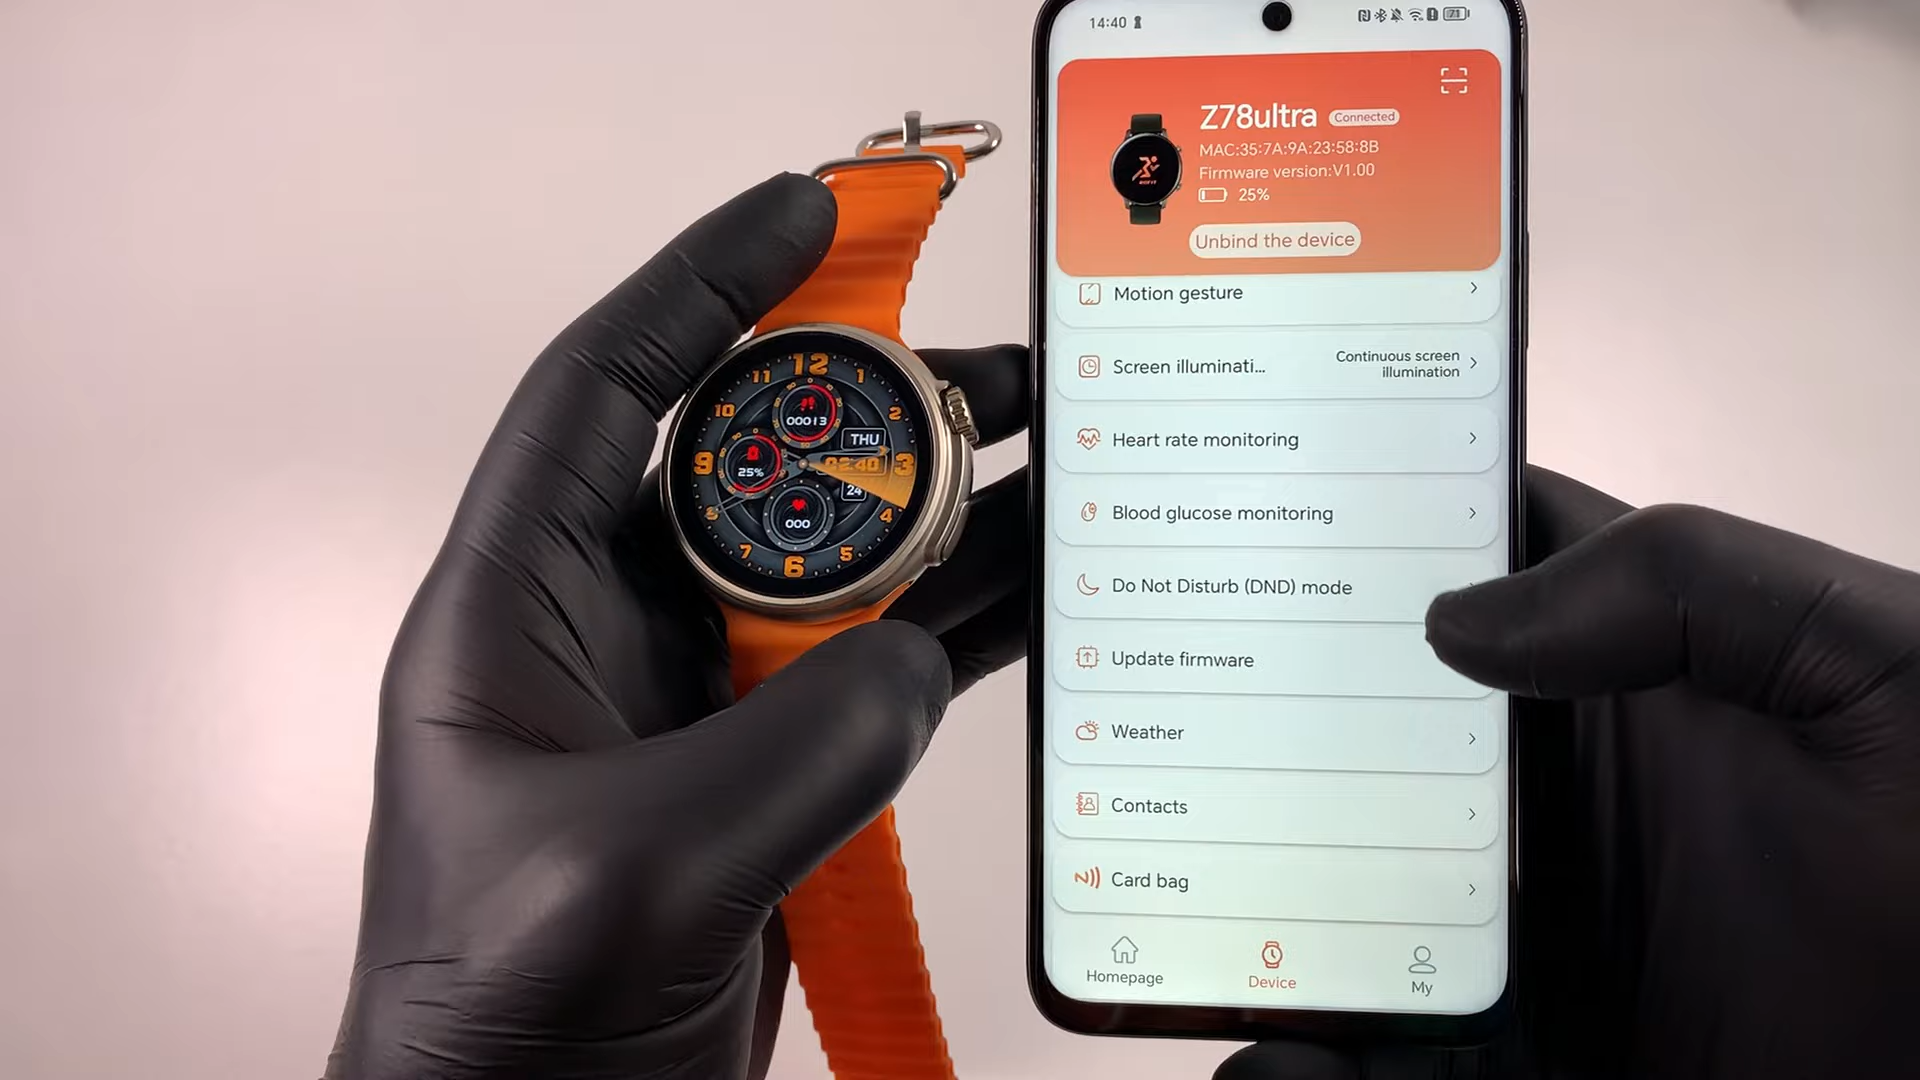 14:40
71
Z78ultra Connected
MAC:35:7A:9A:23:58:8B
Firmware version:V1.00
25%
Unbind the device
Motion gesture
Screen illuminati... Continuous screen
illumination
Heart rate monitoring
Blood glucose monitoring
Do Not Disturb (DND) mode
Update firmware
Weather
Contacts
Card bag
Homepage
Device
My
12
11
1
10
2
00013
THU
9
25%
02:40
3
24
4
000
7
5
6